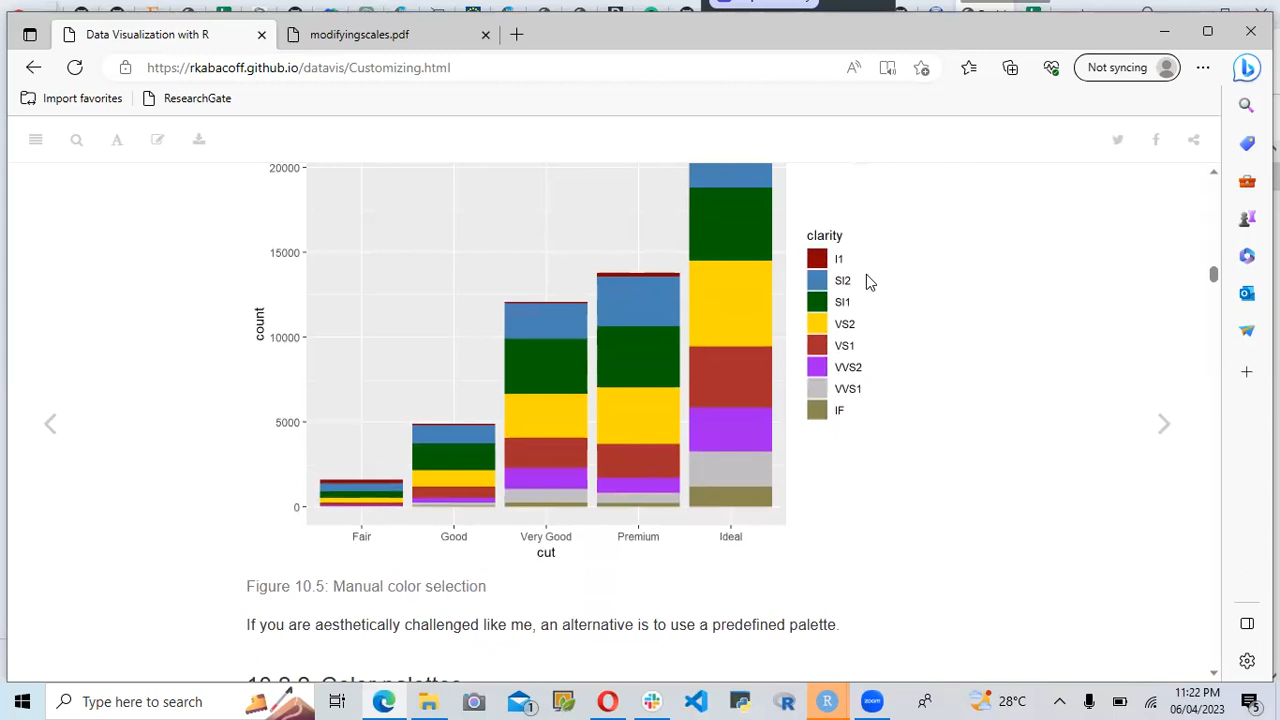 Data Visualization with R
modifyingscales.pdf
https://rkabacoff.github.io/datavis/Customizing.html
Not syncing
Import favorites
ResearchGate
20000
15000
10000
5000
0
count
Fair Good Very Good Premium Ideal
cut
clarity
I1
SI2
SI1
VS2
VS1
VVS2
VVS1
IF
Figure 10.5: Manual color selection
If you are aesthetically challenged like me, an alternative is to use a predefined palette.
Type here to search
28°C
11:22 PM
06/04/2023